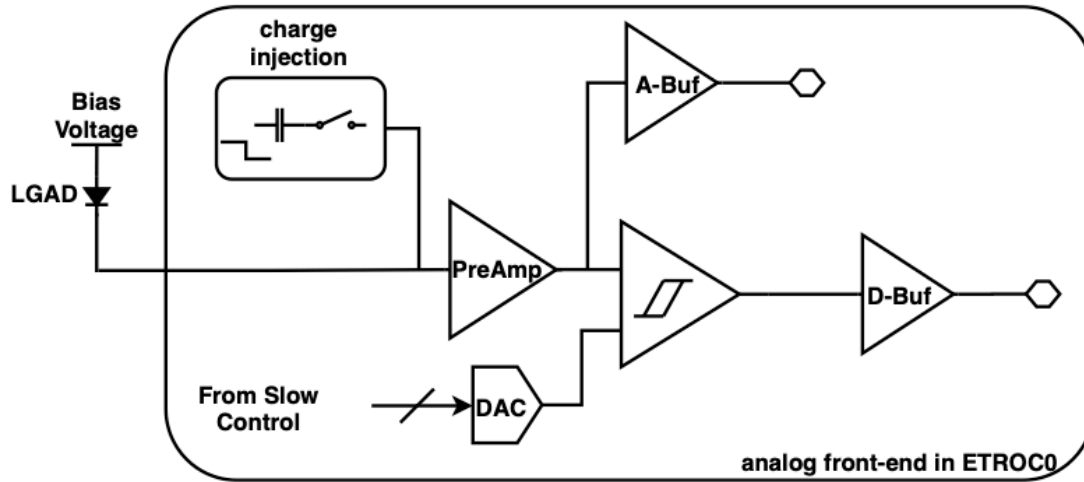 charge
injection
A-Buf
Bias
Voltage
LGAD
PreAmp
D-Buf
From Slow
Control
DAC
analog front-end in ETROC0